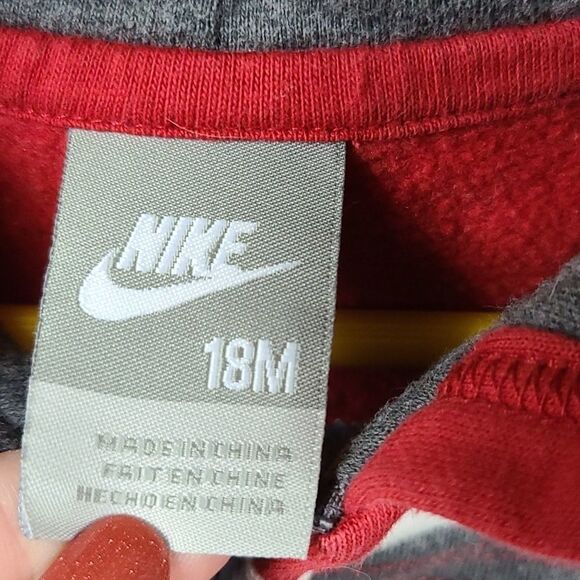 NIKE
18M
MADE IN CHINA
FAIT EN CHINE
HECHO EN CHINA